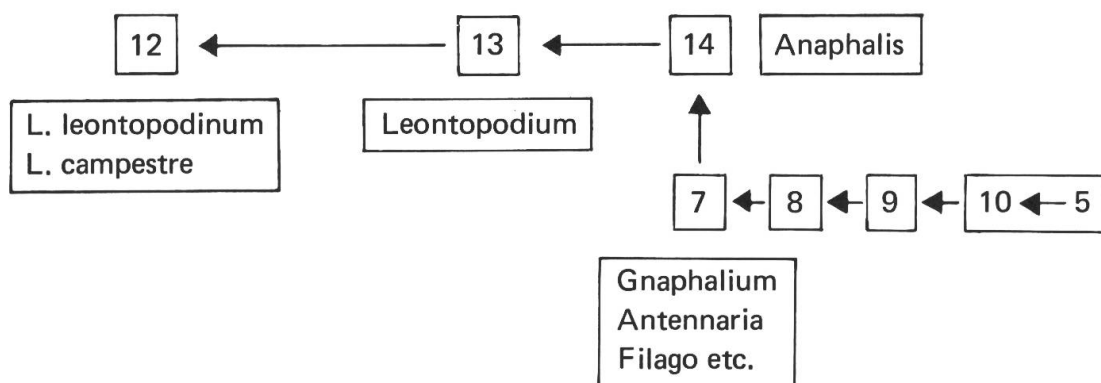 12 13 14 Anaphalis
L. leontopodinum
L. campestre
Leontopodium
7 8 9 10 5
Gnaphalium
Antennaria
Filago etc.